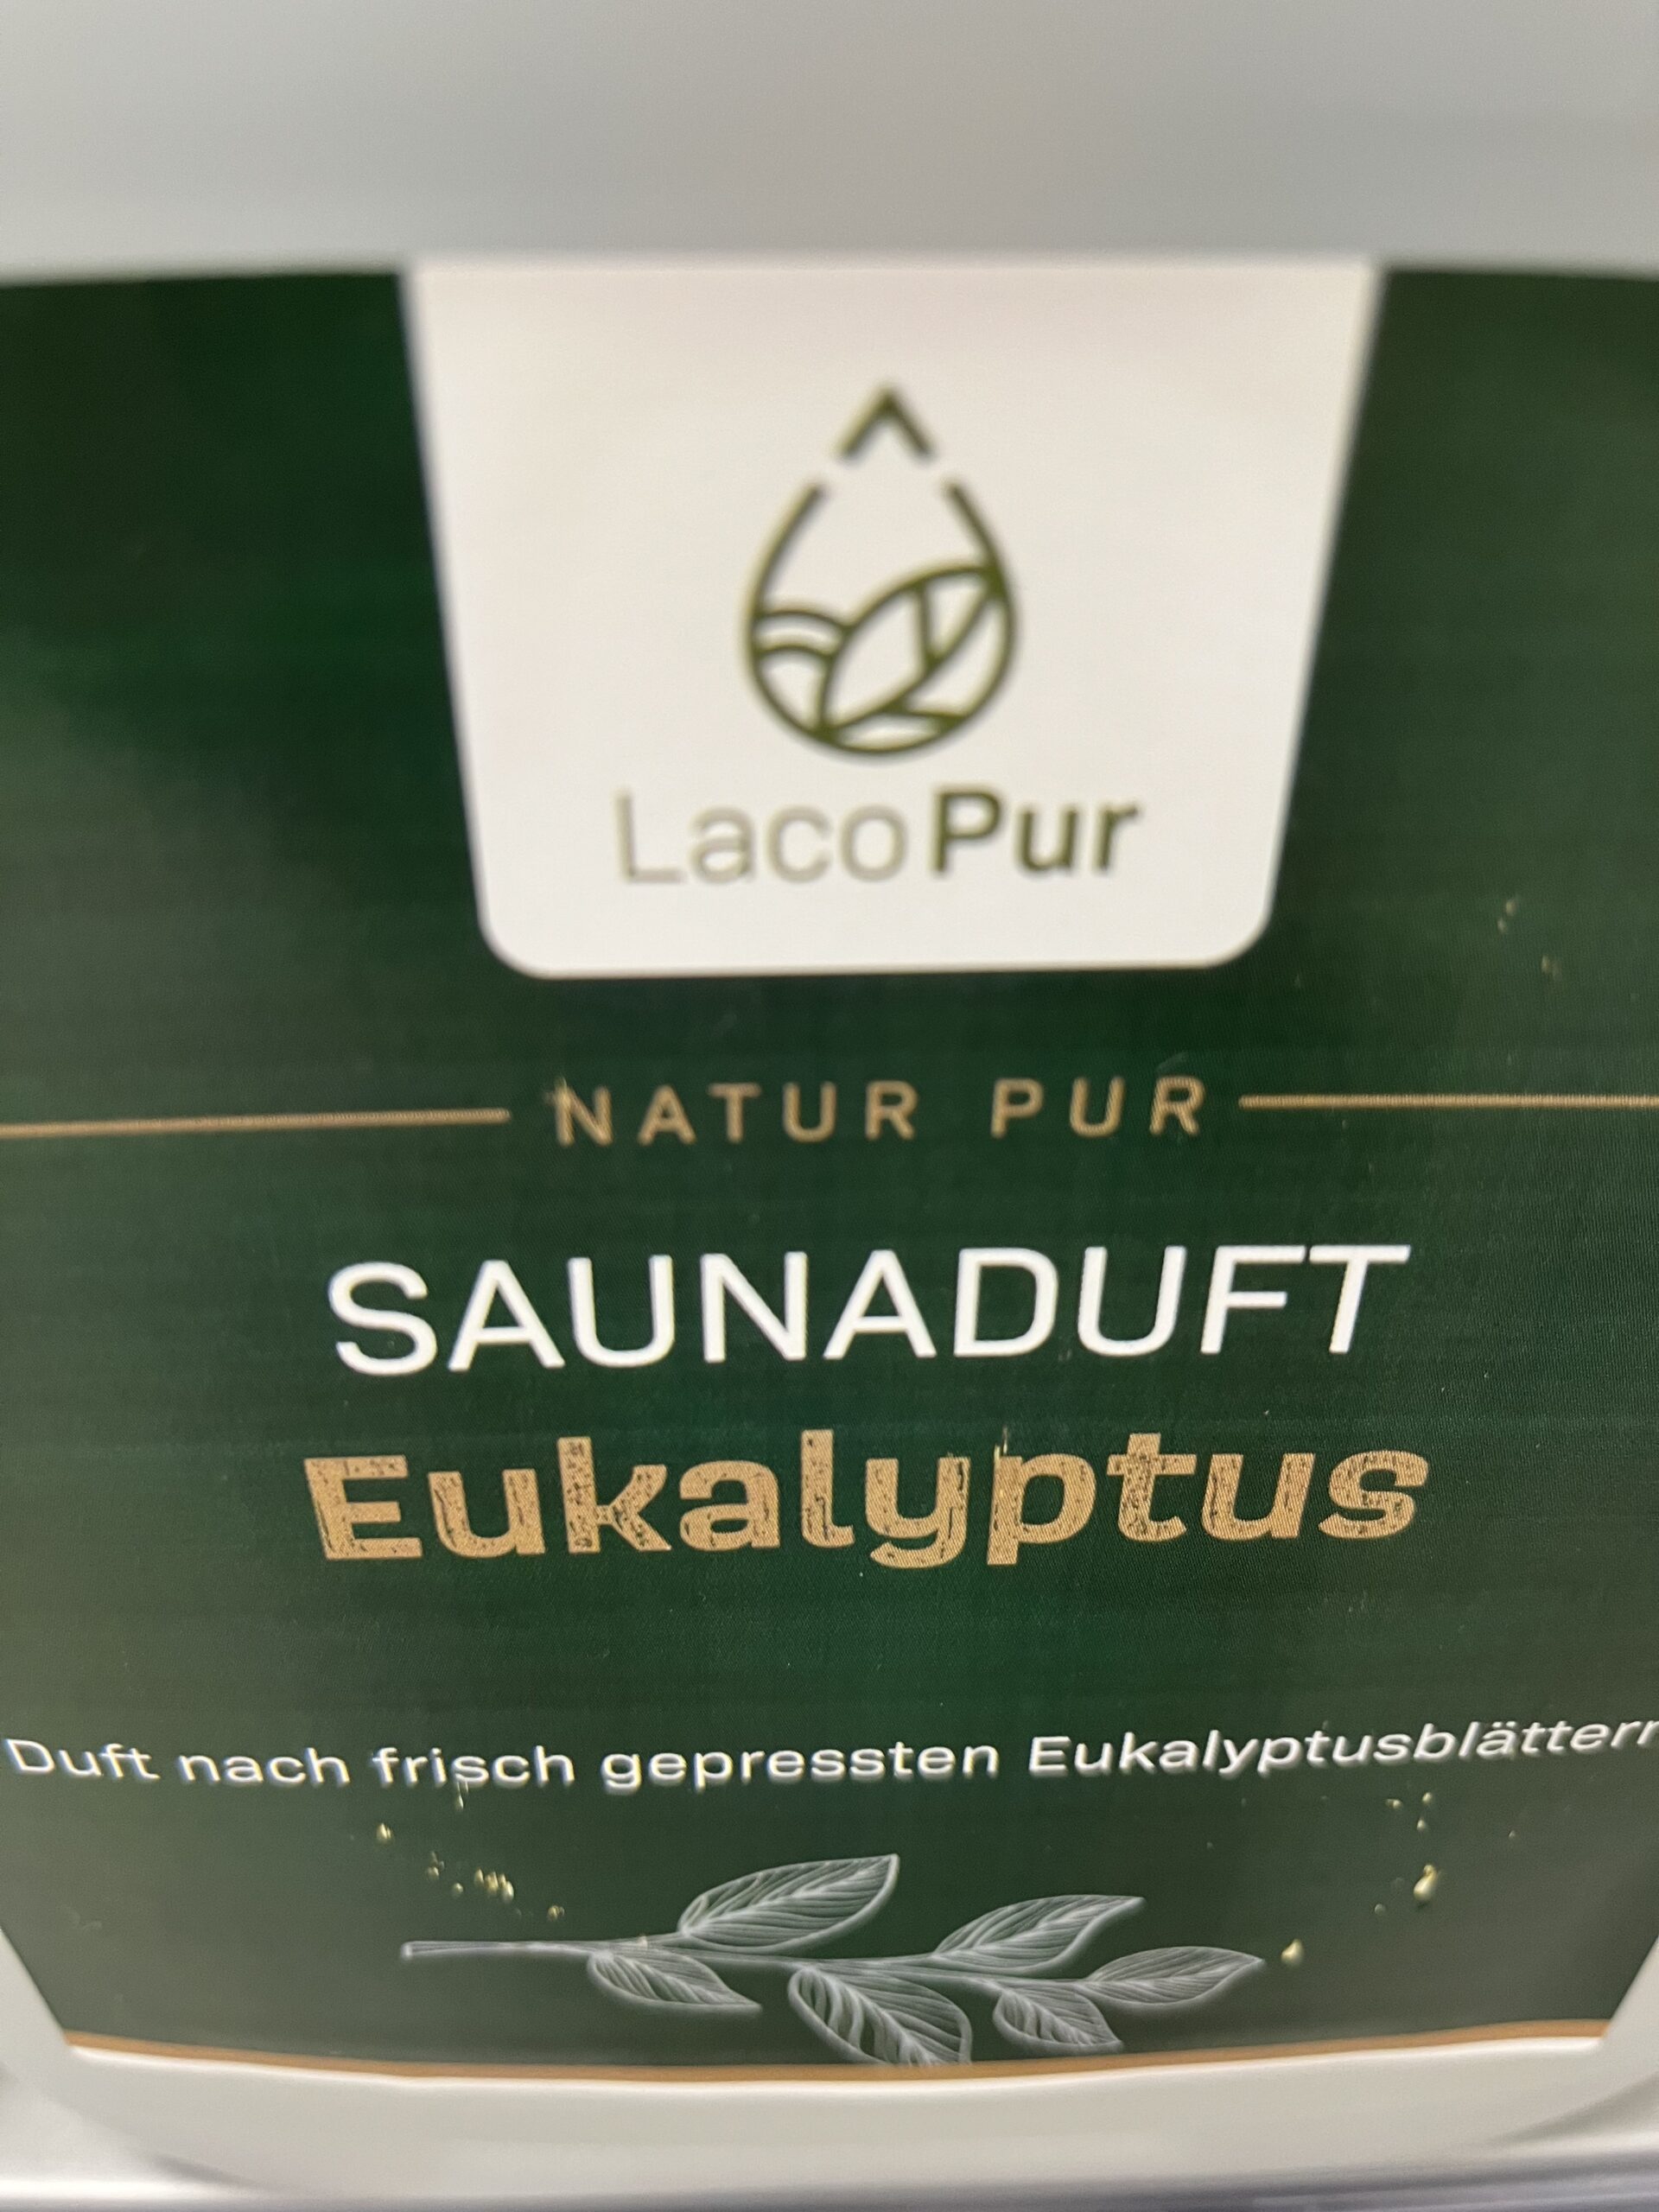 LacoPur
NATUR PUR
SAUNADUFT
Eukalyptus
Duft nach frisch gepressten Eukalyptusblättern